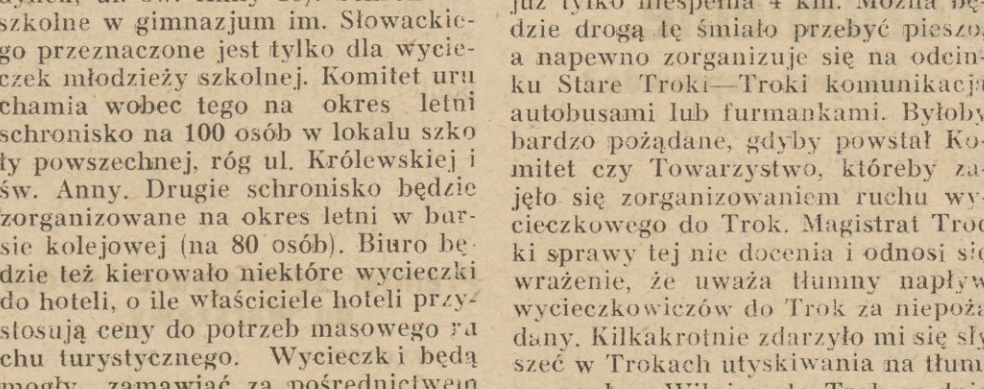 szkolne w gimnazjum im. Słowackie-
go przeznaczone jest tylko dla wycie-
czek młodzieży szkolnej. Komitet uru
chamia wobec tego na okres letni
schronisko na 100 osób w lokalu szko
ły powszechnej, róg ul. Królewskiej i
św. Anny. Drugie schronisko będzie
zorganizowane na okres letni w bur-
sie kolejowej (na 80 osób). Biuro bę-
dzie też kierowało niektóre wycieczki
do hoteli, o ile właściciele hoteli przy-
stosują ceny do potrzeb masowego ru
chu turystycznego. Wycieczki będą
mogły zamawiać za pośrednictwem
już tylko niespełna 4 km. Można bę-
dzie drogą tę śmiało przebyć pieszo,
a napewno zorganizuje się na odcin-
ku Stare Troki—Troki komunikacja
autobusami lub furmankami. Byłoby
bardzo pożądane, gdyby powstał Ko-
mitet czy Towarzystwo, któreby za-
jęło się zorganizowaniem ruchu wy-
cieczkowego do Trok. Magistrat Troc
ki sprawy tej nie docenia i odnosi się
wrażenie, że uważa tłumny napływ
wycieczkowiczów do Trok za niepożą
dany. Kilkakrotnie zdarzyło mi się sły
szeć w Trokach utyskiwania na tłum